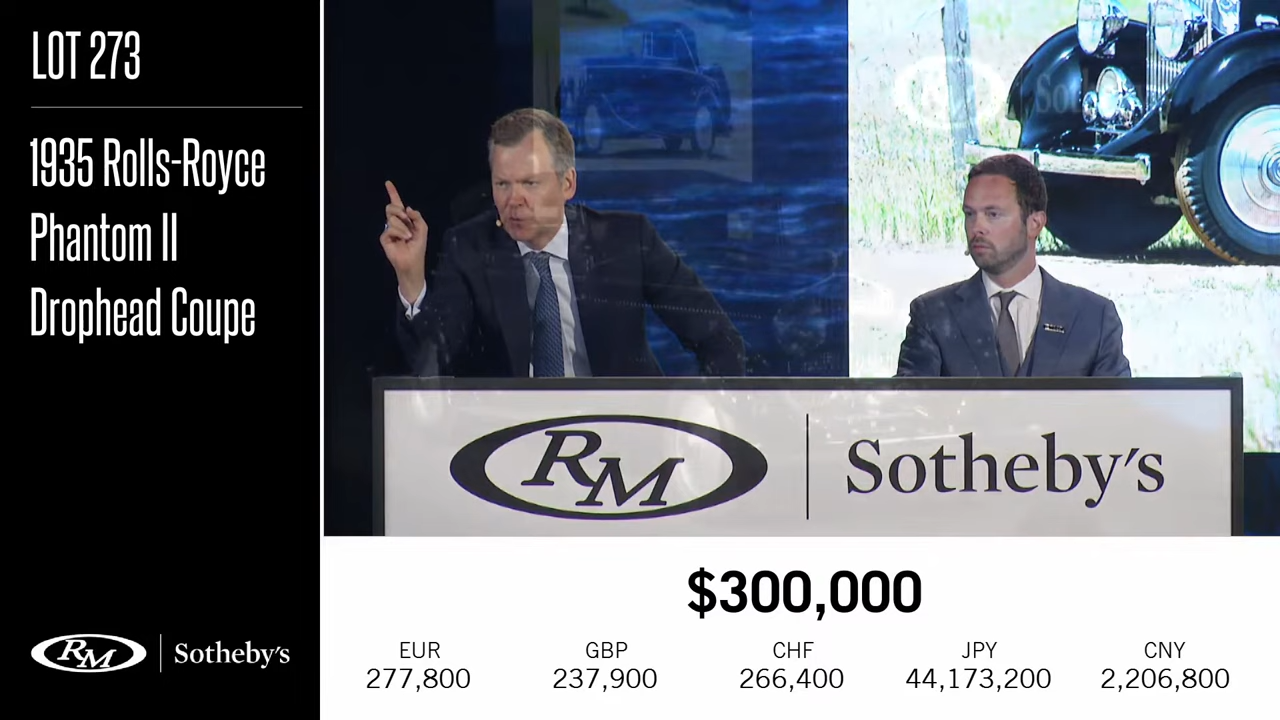 LOT 273
1935 Rolls-Royce
Phantom II
Drophead Coupe
RM Sotheby's
RM Sotheby's
$300,000
EUR GBP CHF JPY CNY
277,800 237,900 266,400 44,173,200 2,206,800